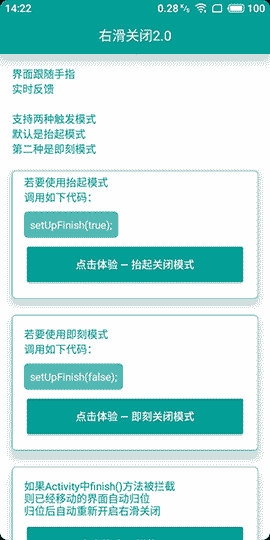 14:22
0.28 K/s
100
右滑关闭2.0
界面跟随手指
实时反馈
支持两种触发模式
默认是抬起模式
第二种是即刻模式
若要使用抬起模式
调用如下代码：
setUpFinish(true);
点击体验 – 抬起关闭模式
若要使用即刻模式
调用如下代码：
setUpFinish(false);
点击体验 – 即刻关闭模式
如果Activity中finish()方法被拦截
则已经移动的界面自动归位
归位后自动重新开启右滑关闭